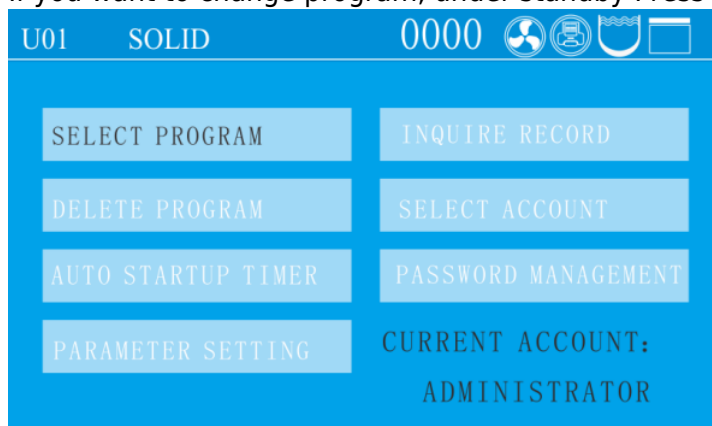 If you want to change program, under Standby Press
U01 SOLID 0000
SELECT PROGRAM INQUIRE RECORD
DELETE PROGRAM SELECT ACCOUNT
AUTO STARTUP TIMER PASSWORD MANAGEMENT
PARAMETER SETTING CURRENT ACCOUNT:
ADMINISTRATOR